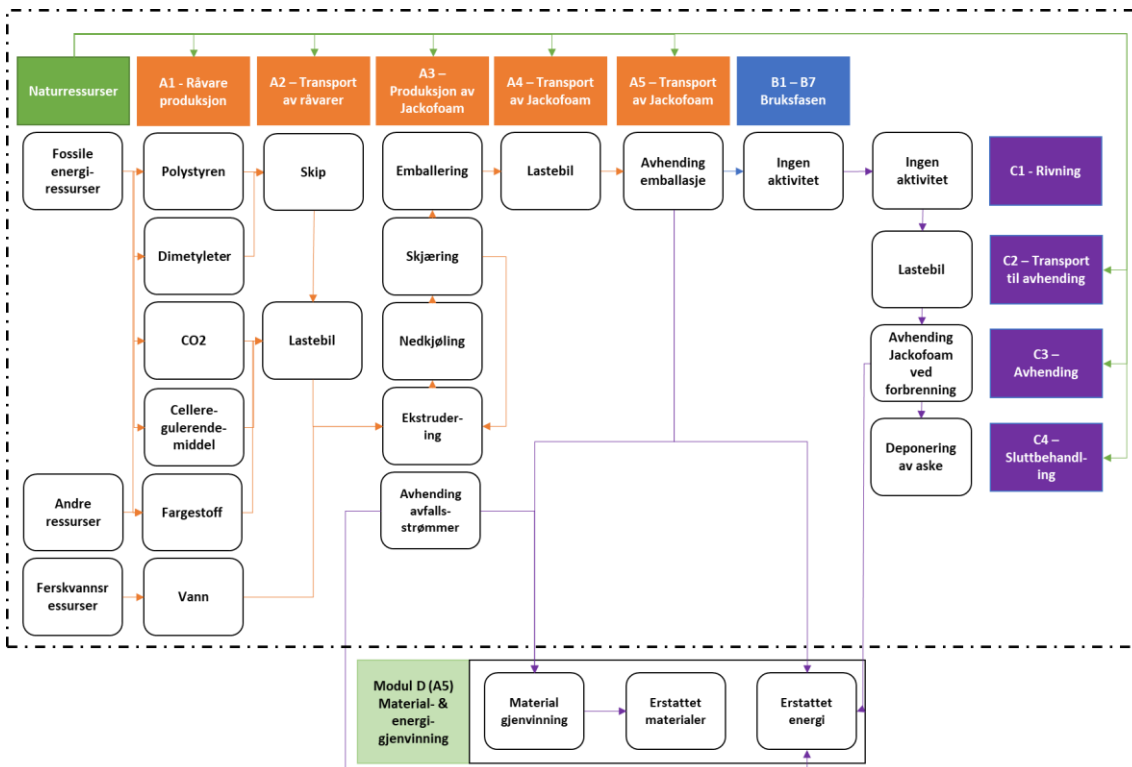 Naturressurser
A1 - Råvare
produksjon
A2 – Transport
av råvarer
A3 –
Produksjon av
Jackofoam
A4 – Transport
av Jackofoam
A5 – Transport
av Jackofoam
B1 – B7
Bruksfasen
Fossile
energi-
ressurser
Polystyren
Skip
Emballering
Lastebil
Avhending
emballasje
Ingen
aktivitet
Ingen
aktivitet
C1 - Rivning
Dimetyleter
Skjæring
Lastebil
C2 – Transport
til avhending
CO2
Lastebil
Nedkjøling
Avhending
Jackofoam
ved
forbrenning
C3 –
Avhending
Cellere-
gulerende-
middel
Ekstruder-
ing
Deponering
av aske
C4 –
Sluttbehandl-
ing
Andre
ressurser
Fargestoff
Avhending
avfalls-
strømmer
Ferskvannsr
essurser
Vann
Modul D (A5)
Material- &
energi-
gjenvinning
Material
gjenvinning
Erstattet
materialer
Erstattet
energi